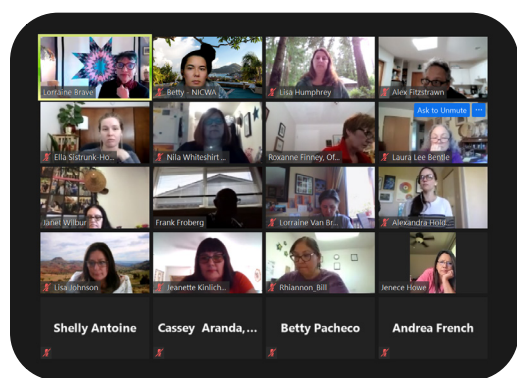 Lorraine Brave
Betty - NICWA
Lisa Humphrey
Alex Fitzstrawn
Ella Sistrunk-Ho...
Nila Whiteshirt ...
Roxanne Finney, Of...
Ask to Unmute ...
Laura Lee Bentle
Janet Wilbur
Frank Froberg
Lorraine Van Br...
Alexandra Hold...
Lisa Johnson
Jeanette Kinlich...
Rhiannon_Bill
Jenece Howe
Shelly Antoine
Cassey Aranda,...
Betty Pacheco
Andrea French